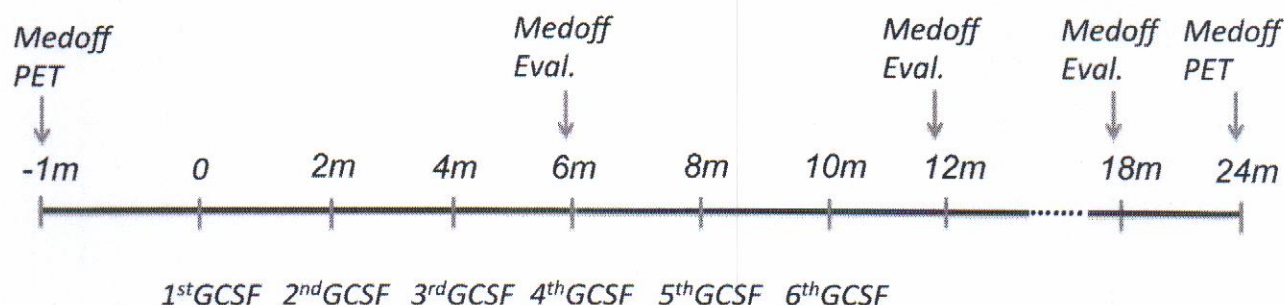 Medoff PET
Medoff Eval.
Medoff Eval.
Medoff Eval.
Medoff PET
-1m 0 2m 4m 6m 8m 10m 12m 18m 24m
1stGCSF 2ndGCSF 3rdGCSF 4thGCSF 5thGCSF 6thGCSF